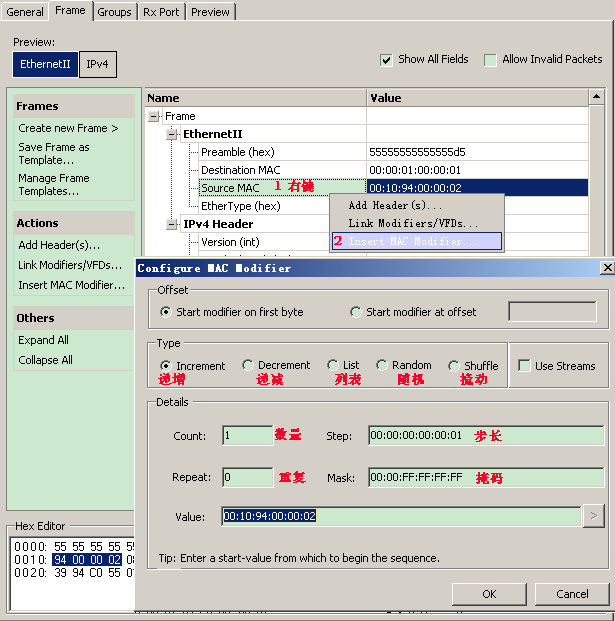 General Frame Groups Rx Port Preview
Preview:
EthernetII IPv4
Show All Fields Allow Invalid Packets
Frames
Create new Frame >
Save Frame as
Template...
Manage Frame
Templates...
Actions
Add Header(s)...
Link Modifiers/VFDs...
Insert MAC Modifier...
Others
Expand All
Collapse All
Name Value
Frame
EthernetII
Preamble (hex) 55555555555555d5
Destination MAC 00:00:01:00:00:01
Source MAC 1 右键 00:10:94:00:00:02
EtherType (hex)
IPv4 Header
Version (int)
Add Header(s)...
Link Modifiers/VFDs...
2 Insert MAC Modifier...
Configure MAC Modifier
Offset
Start modifier on first byte Start modifier at offset
Type
Increment Decrement List Random Shuffle Use Streams
递增 递减 列表 随机 搅动
Details
Count: 1 数量 Step: 00:00:00:00:00:01 步长
Repeat: 0 重复 Mask: 00:00:FF:FF:FF:FF 掩码
Value: 00:10:94:00:00:02 >
Tip: Enter a start-value from which to begin the sequence.
OK Cancel
Hex Editor
0000: 55 55 55 55 5
0010: 94 00 00 02 0
0020: 39 94 C0 55 0